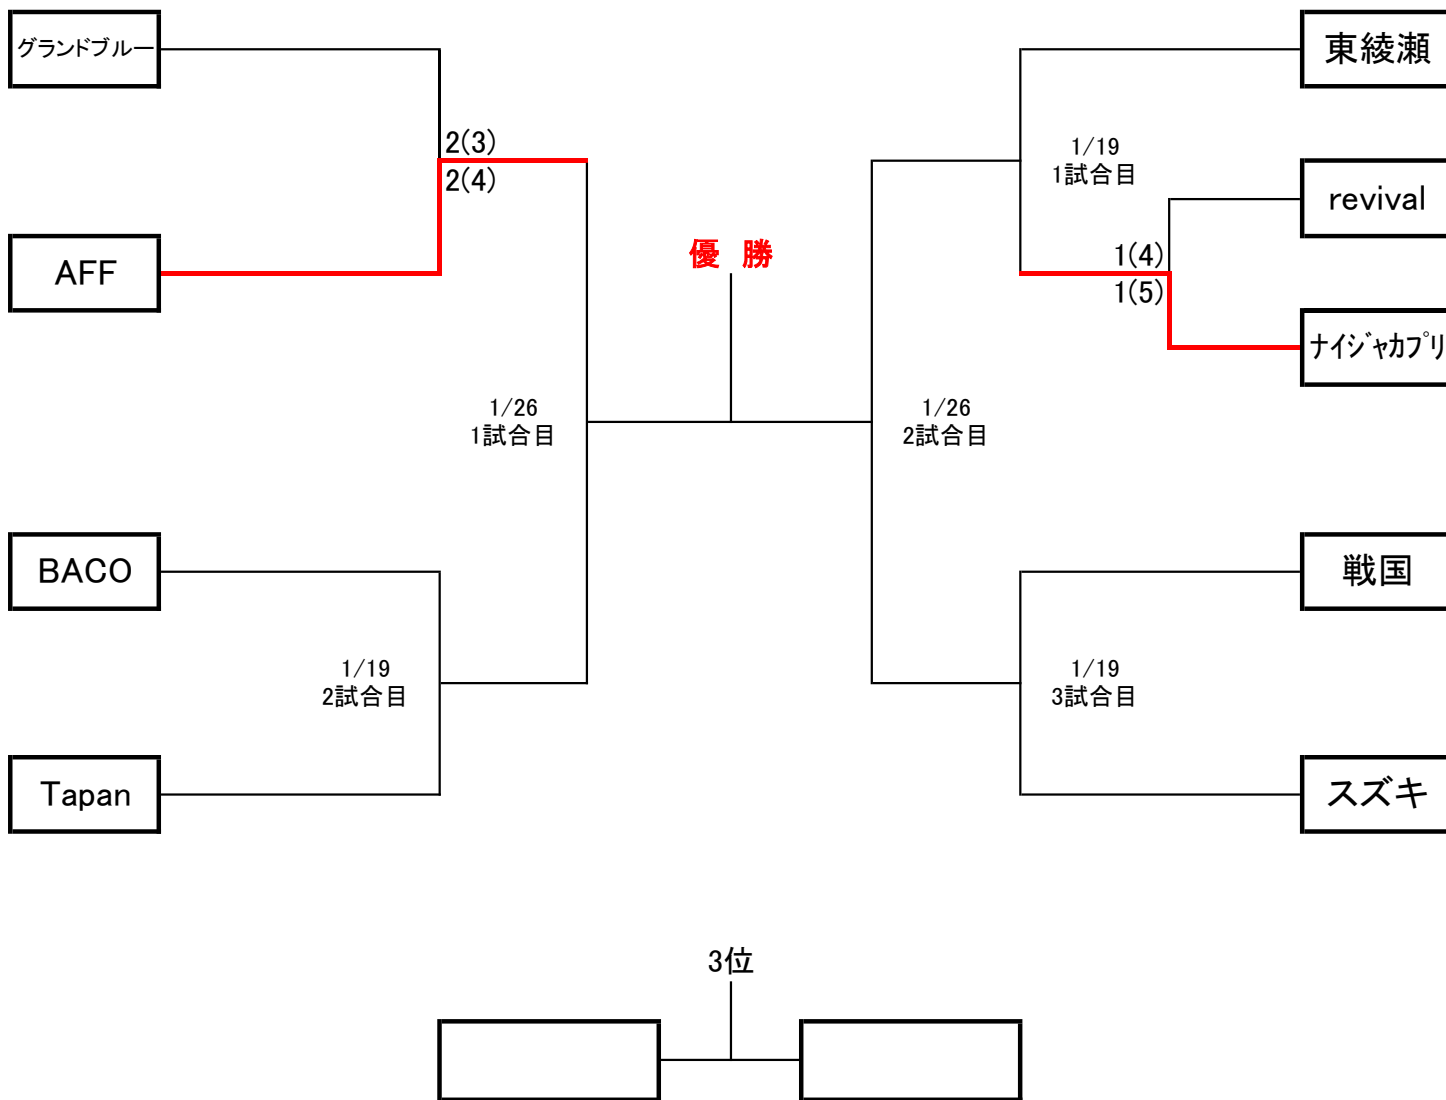 グランドブルー
東綾瀬
2(3)
2(4)
1/19
1試合目
revival
AFF
優 勝
1(4)
1(5)
ナイジャカプリ
1/26
1試合目
1/26
2試合目
BACO
戦国
1/19
2試合目
1/19
3試合目
Tapan
スズキ
3位